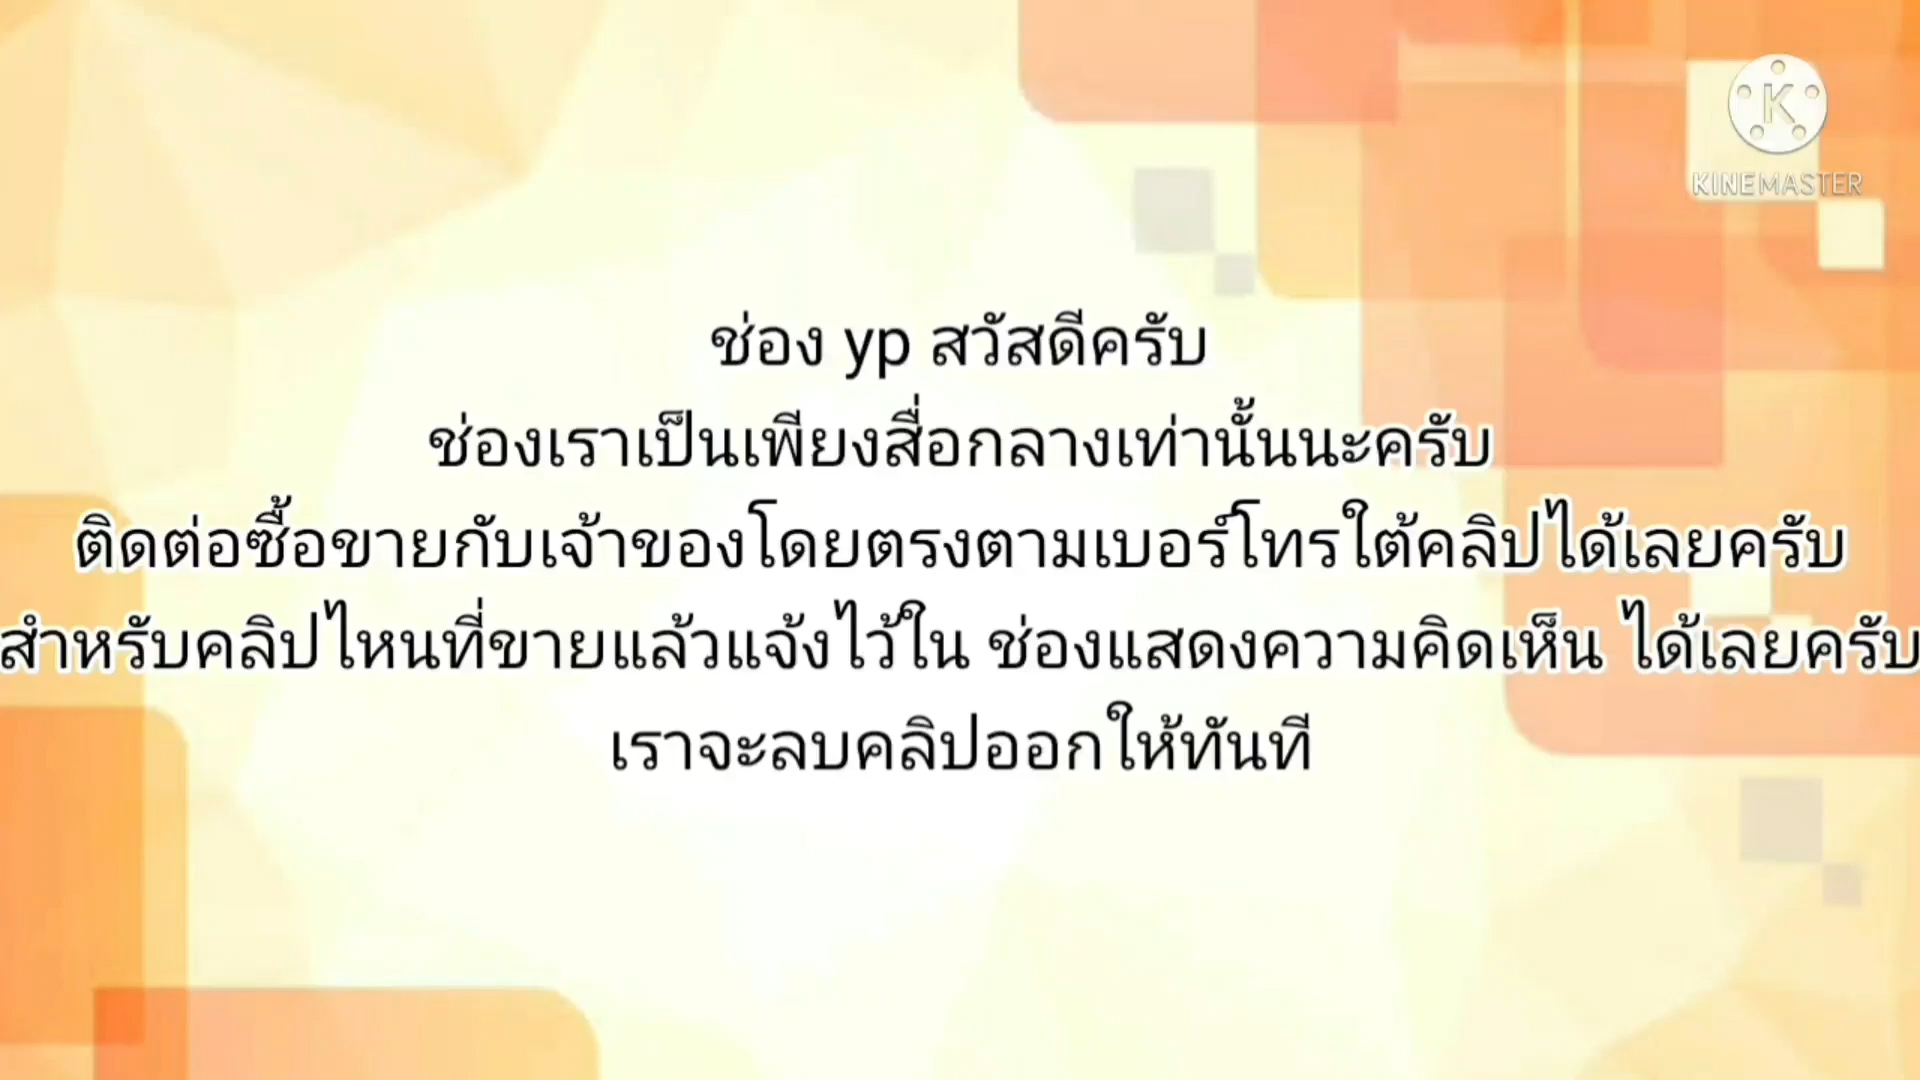 KINEMASTER
ช่อง yp สวัสดีครับ
ช่องเราเป็นเพียงสื่อกลางเท่านั้นนะครับ
ติดต่อซื้อขายกับเจ้าของโดยตรงตามเบอร์โทรใต้คลิปได้เลยครับ
สำหรับคลิปไหนที่ขายแล้วแจ้งไว้ใน ช่องแสดงความคิดเห็น ได้เลยครับ
เราจะลบคลิปออกให้ทันที